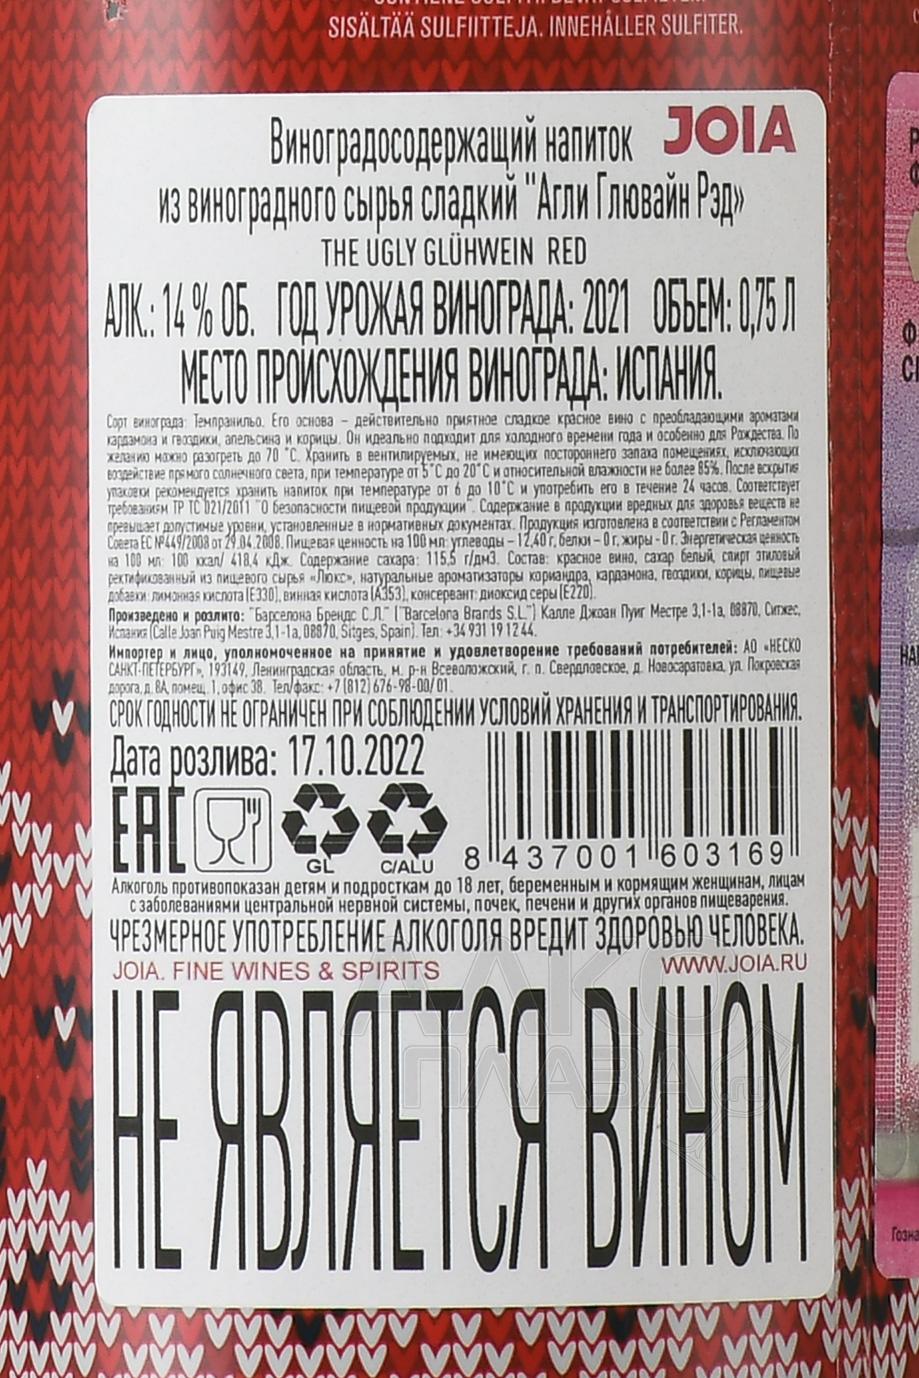 SISÄLTÄÄ SULFIITTEJA. INNEHÅLLER SULFITER.
Виноградосодержащий напиток JOIA
из виноградного сырья сладкий "Агли Глювайн Рэд»
THE UGLY GLÜHWEIN RED
АЛК.: 14 % ОБ. ГОД УРОЖАЯ ВИНОГРАДА: 2021 ОБЪЕМ: 0,75 Л
МЕСТО ПРОИСХОЖДЕНИЯ ВИНОГРАДА: ИСПАНИЯ.
Сорт винограда: Темпранильо. Его основа – действительно приятное сладкое красное вино с преобладающими ароматами
кардамона и гвоздики, апельсина и корицы. Он идеально подходит для холодного времени года и особенно для Рождества. По
желанию можно разогреть до 70 °С. Хранить в вентилируемых, не имеющих постороннего запаха помещениях, исключающих
воздействие прямого солнечного света, при температуре от 5°С до 20°С и относительной влажности не более 85%. После вскрытия
упаковки рекомендуется хранить напиток при температуре от 6 до 10°С и употребить его в течение 24 часов. Соответствует
требованиям ТР ТС 021/2011 "О безопасности пищевой продукции". Содержание в продукции вредных для здоровья веществ не
превышает допустимые уровни, установленные в нормативных документах. Продукция изготовлена в соответствии с Регламентом
Совета ЕС №449/2008 от 29.04.2008. Пищевая ценность на 100 мл: углеводы – 12,40 г, белки – 0 г, жиры - 0 г. Энергетическая ценность
на 100 мл: 100 ккал/ 418,4 кДж. Содержание сахара: 115,5 г/дм3. Состав: красное вино, сахар белый, спирт этиловый
ректификованный из пищевого сырья «Люкс», натуральные ароматизаторы кориандра, кардамона, гвоздики, корицы, пищевые
добавки: лимонная кислота (Е330), винная кислота (А353), консервант: диоксид серы (Е220).
Произведено и розлито: "Барселона Брендс С.Л." ("Barcelona Brands S.L.") Калле Джоан Пуиг Местре 3,1-1а, 08870, Ситжес,
Испания (Calle Joan Puig Mestre 3,1-1a, 08870, Sitges, Spain). Тел: +34 931 19 12 44.
Импортер и лицо, уполномоченное на принятие и удовлетворение требований потребителей: АО «НЕСКО
САНКТ-ПЕТЕРБУРГ», 193149, Ленинградская область, м. р-н Всеволожский, г. п. Свердловское, д. Новосаратовка, ул. Покровская
дорога, д. 8А, помещ. 1, офис 38. Тел/факс: +7 (812) 676-98-00/ 01.
СРОК ГОДНОСТИ НЕ ОГРАНИЧЕН ПРИ СОБЛЮДЕНИИ УСЛОВИЙ ХРАНЕНИЯ И ТРАНСПОРТИРОВАНИЯ.
Дата розлива: 17.10.2022
EAC
GL C/ALU 8 437001 603169
Алкоголь противопоказан детям и подросткам до 18 лет, беременным и кормящим женщинам, лицам
с заболеваниями центральной нервной системы, почек, печени и других органов пищеварения.
ЧРЕЗМЕРНОЕ УПОТРЕБЛЕНИЕ АЛКОГОЛЯ ВРЕДИТ ЗДОРОВЬЮ ЧЕЛОВЕКА.
JOIA. FINE WINES & SPIRITS WWW.JOIA.RU
НЕ ЯВЛЯЕТСЯ ВИНОМ